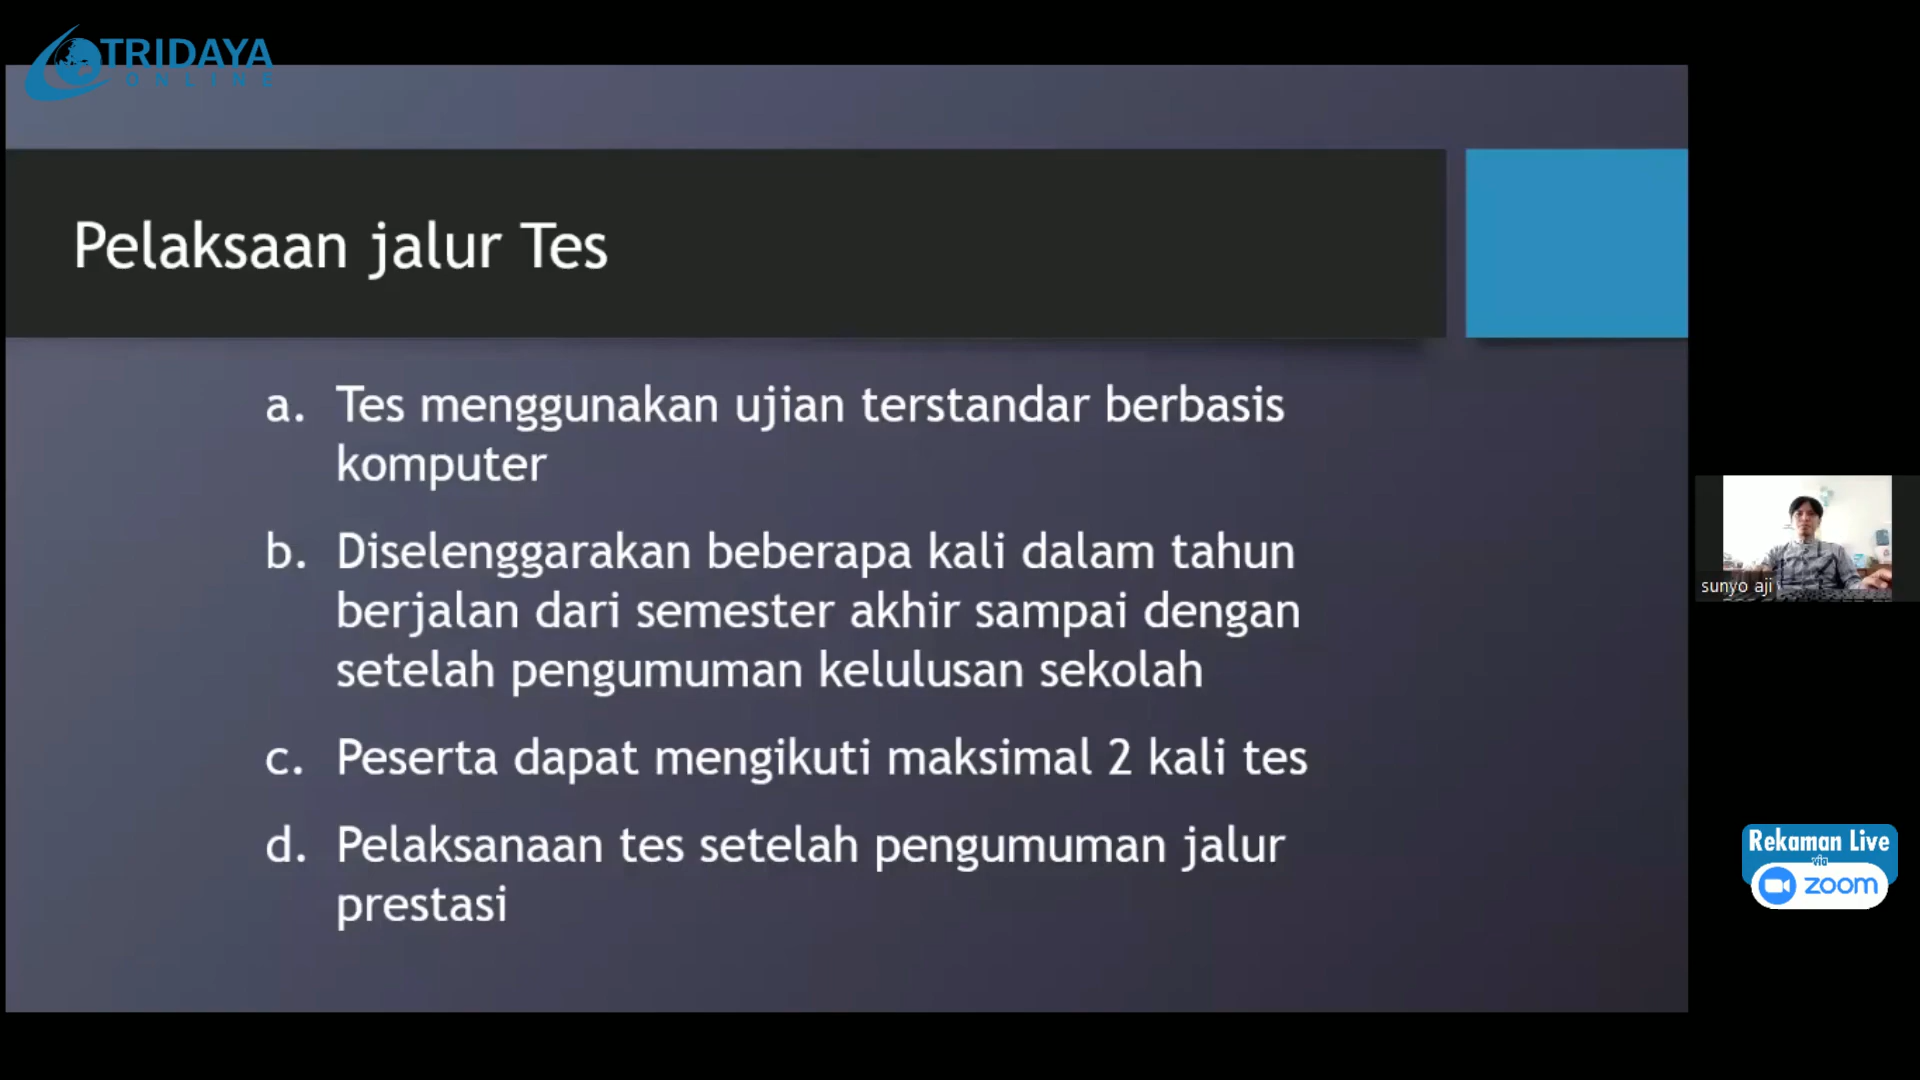 TRIDAYA
ONLINE
Pelaksaan jalur Tes
a. Tes menggunakan ujian terstandar berbasis
komputer
b. Diselenggarakan beberapa kali dalam tahun
berjalan dari semester akhir sampai dengan
setelah pengumuman kelulusan sekolah
c. Peserta dapat mengikuti maksimal 2 kali tes
d. Pelaksanaan tes setelah pengumuman jalur
prestasi
sunyo aji
Rekaman Live
via
zoom